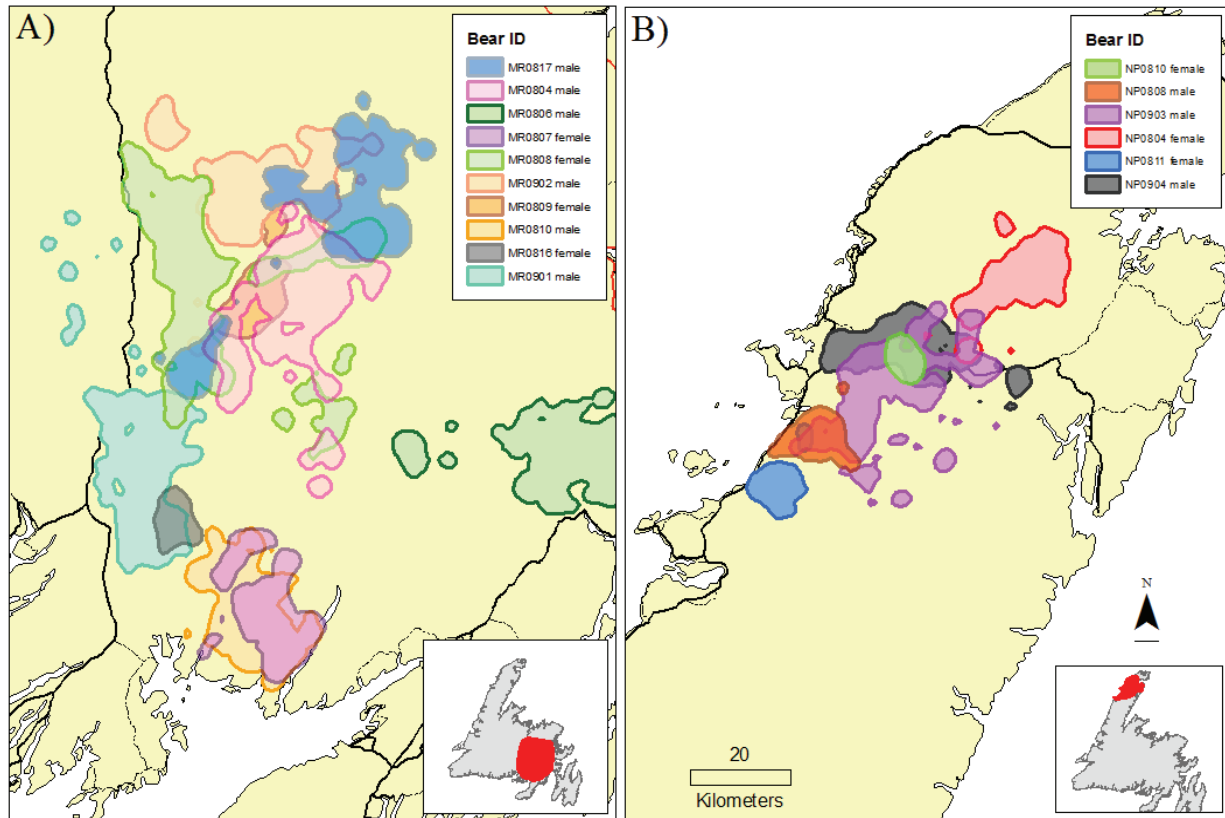 A)
Bear ID
MR0817 male
MR0804 male
MR0806 male
MR0807 female
MR0808 female
MR0902 male
MR0809 female
MR0810 male
MR0816 female
MR0901 male
B)
Bear ID
NP0810 female
NP0808 male
NP0903 male
NP0804 female
NP0811 female
NP0904 male
N
20
Kilometers